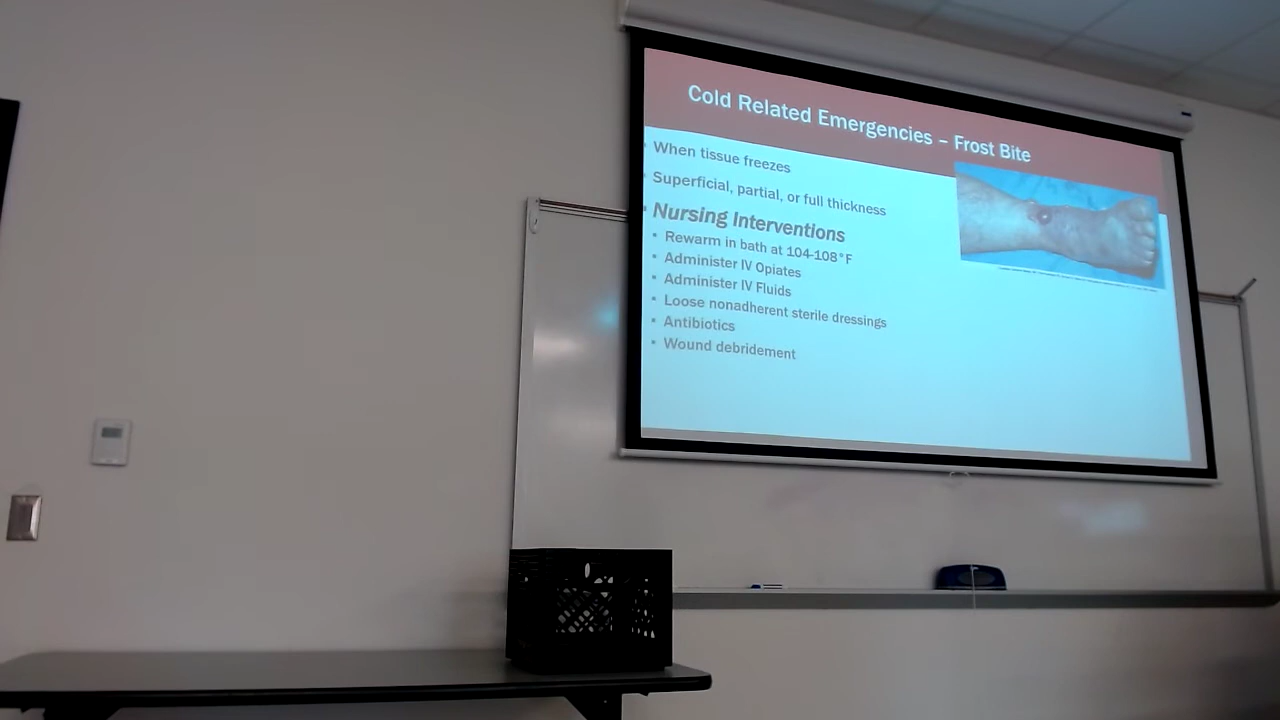 Cold Related Emergencies – Frost Bite
When tissue freezes
Superficial, partial, or full thickness
Nursing Interventions
Rewarm in bath at 104-108°F
Administer IV Opiates
Administer IV Fluids
Loose nonadherent sterile dressings
Antibiotics
Wound debridement